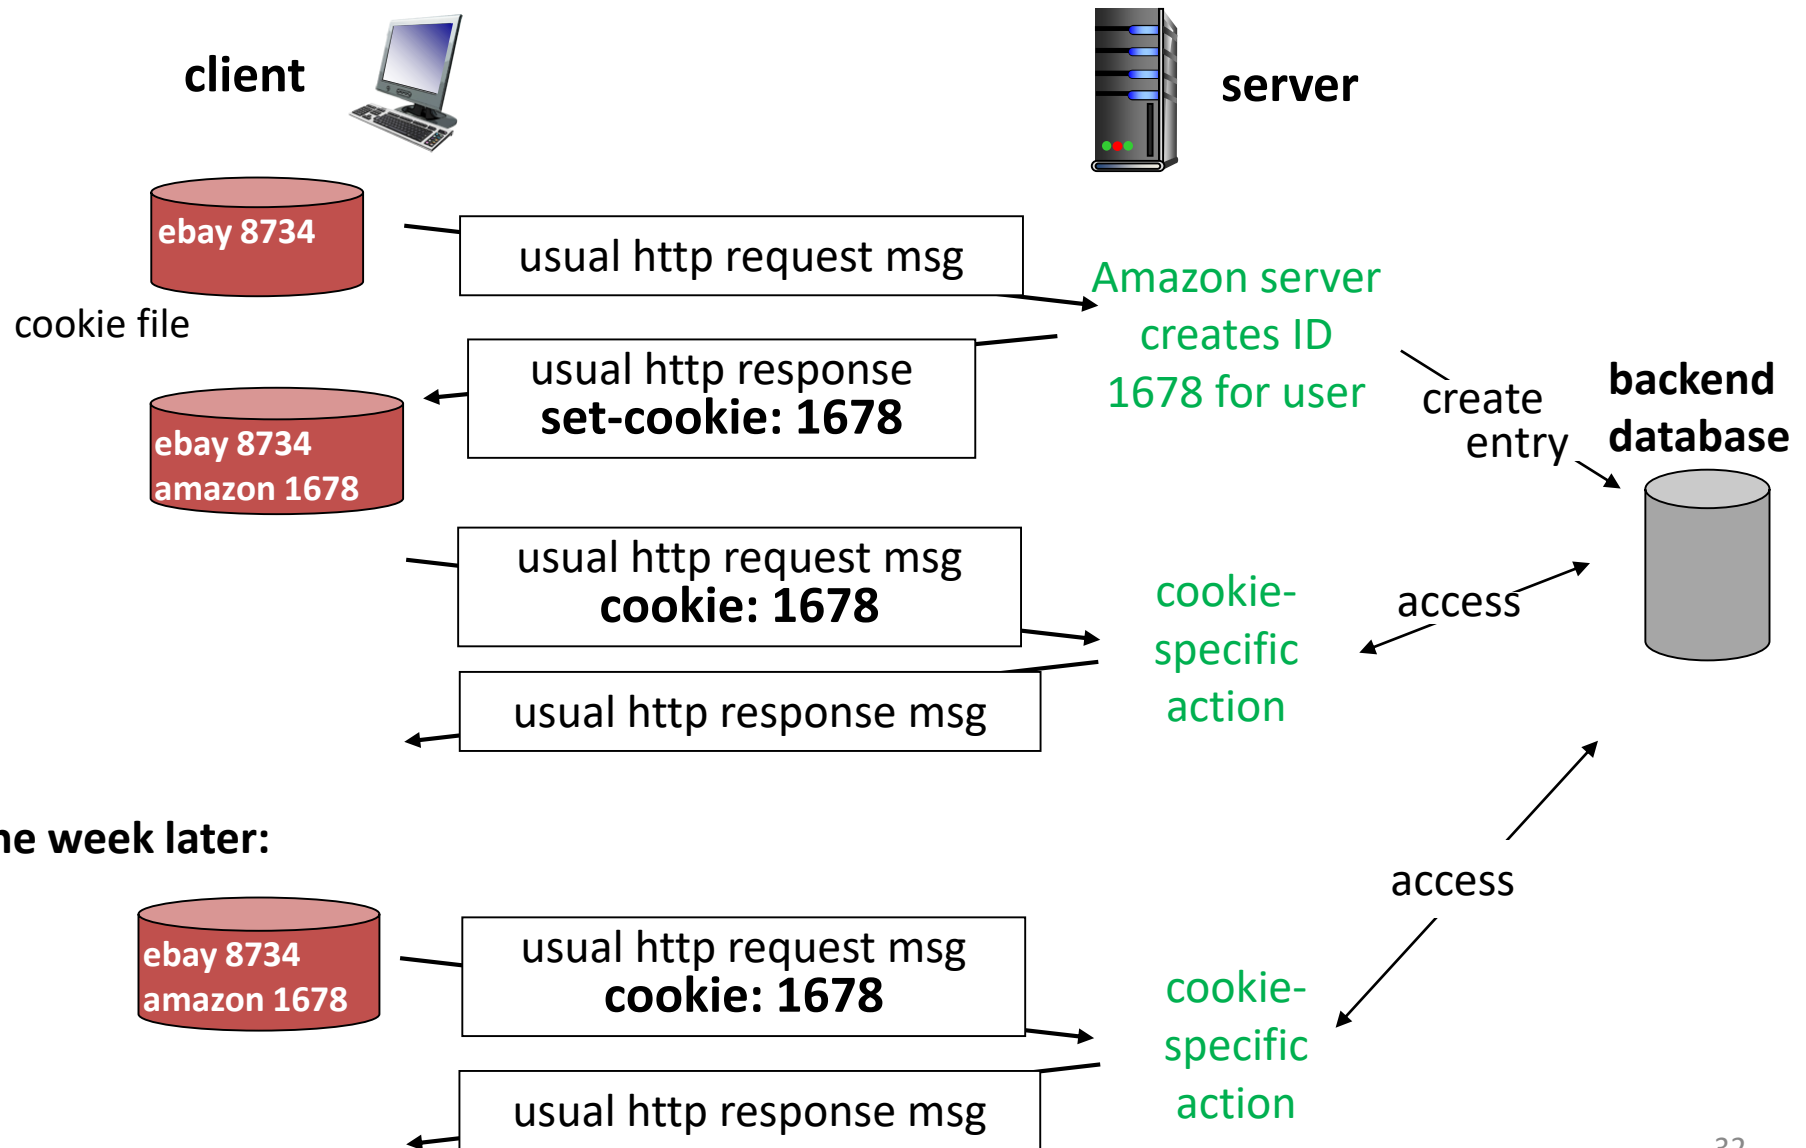 client
server
ebay 8734
usual http request msg
Amazon server
creates ID
1678 for user
cookie file
usual http response
set-cookie: 1678
create
entry
backend
database
ebay 8734
amazon 1678
usual http request msg
cookie: 1678
cookie-
specific
action
access
usual http response msg
week later:
access
ebay 8734
amazon 1678
usual http request msg
cookie: 1678
cookie-
specific
action
usual http response msg